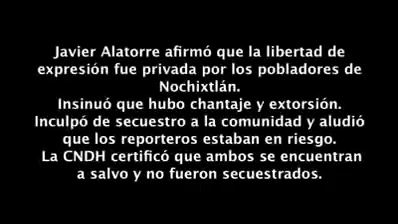 Javier Alatorre afirmó que la libertad de
expresión fue privada por los pobladores de
Nochixtlán.
Insinuó que hubo chantaje y extorsión.
Inculpó de secuestro a la comunidad y aludió
que los reporteros estaban en riesgo.
La CNDH certificó que ambos se encuentran
a salvo y no fueron secuestrados.